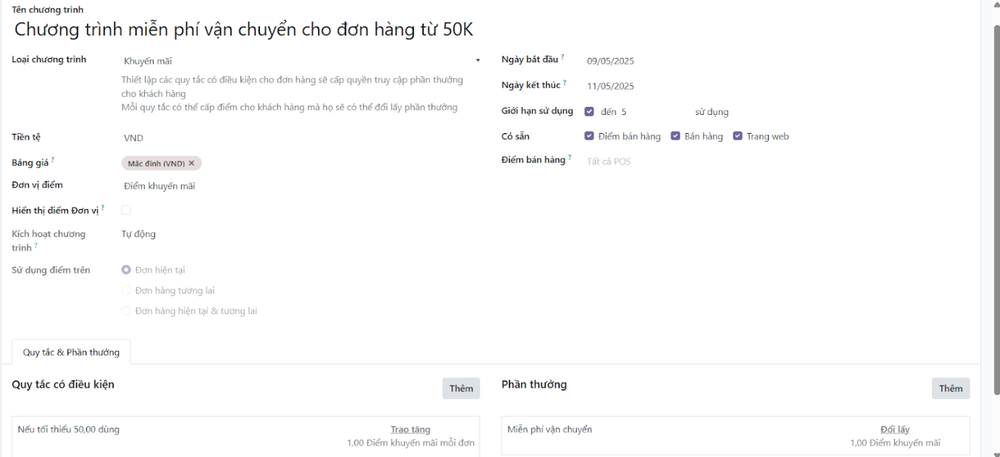 Tên chương trình
Chương trình miễn phí vận chuyển cho đơn hàng từ 50K
Loại chương trình
Khuyến mãi
Thiết lập các quy tắc có điều kiện cho đơn hàng sẽ cấp quyền truy cập phần thưởng
cho khách hàng
Mỗi quy tắc có thể cấp điểm cho khách hàng mà họ sẽ có thể đổi lấy phần thưởng
Tiền tệ
VND
Bảng giá ?
Mặc định (VND) ✕
Đơn vị điểm
Điểm khuyến mãi
Hiển thị điểm Đơn vị ?
Kích hoạt chương
trình ?
Tự động
Sử dụng điểm trên
Đơn hiện tại
Đơn hàng tương lai
Đơn hàng hiện tại & tương lai
Ngày bắt đầu ?
09/05/2025
Ngày kết thúc ?
11/05/2025
Giới hạn sử dụng
đến 5 sử dụng
Có sẵn
Điểm bán hàng Bán hàng Trang web
Điểm bán hàng ?
Tất cả POS
Quy tắc & Phần thưởng
Quy tắc có điều kiện
Thêm
Nếu tối thiểu 50,00 dùng
Trao tặng
1,00 Điểm khuyến mãi mỗi đơn
Phần thưởng
Thêm
Miễn phí vận chuyển
Đổi lấy
1,00 Điểm khuyến mãi